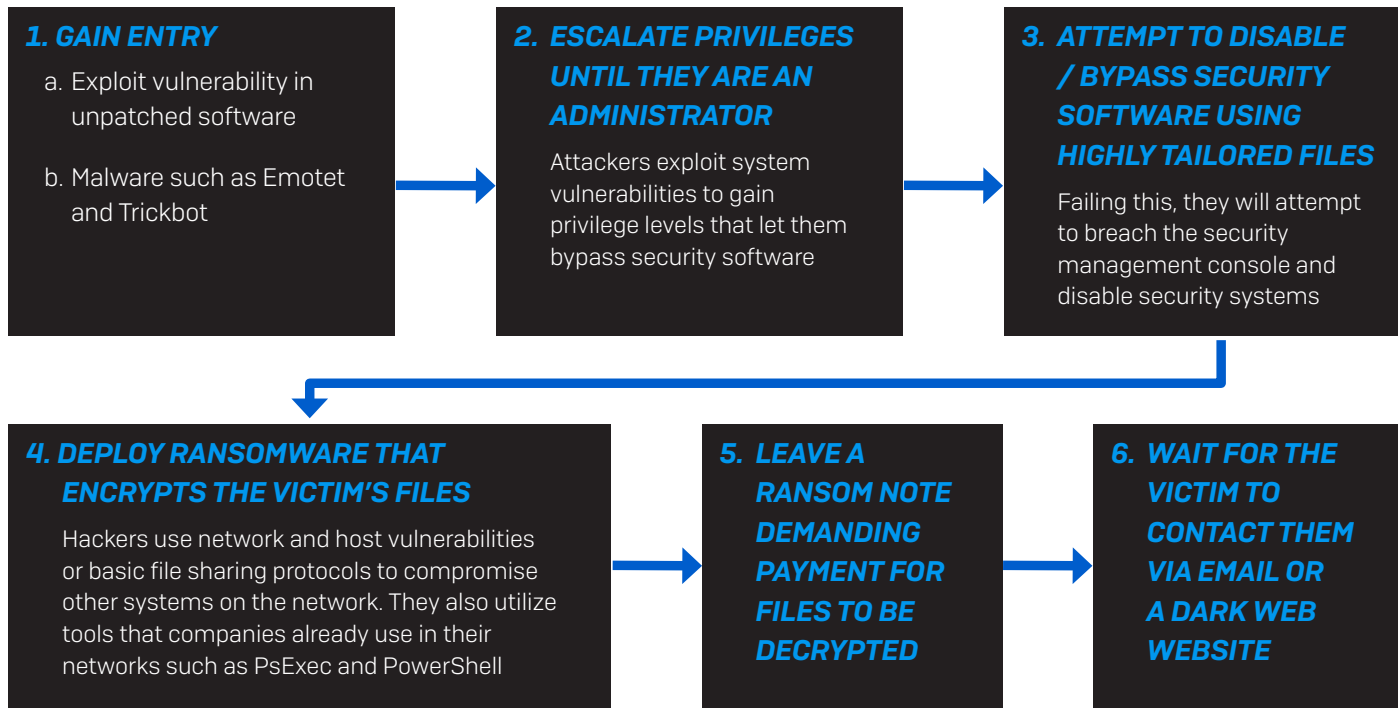 1. GAIN ENTRY
a. Exploit vulnerability in
unpatched software
b. Malware such as Emotet
and Trickbot
2. ESCALATE PRIVILEGES
UNTIL THEY ARE AN
ADMINISTRATOR
Attackers exploit system
vulnerabilities to gain
privilege levels that let them
bypass security software
3. ATTEMPT TO DISABLE
/ BYPASS SECURITY
SOFTWARE USING
HIGHLY TAILORED FILES
Failing this, they will attempt
to breach the security
management console and
disable security systems
4. DEPLOY RANSOMWARE THAT
ENCRYPTS THE VICTIM'S FILES
Hackers use network and host vulnerabilities
or basic file sharing protocols to compromise
other systems on the network. They also utilize
tools that companies already use in their
networks such as PsExec and PowerShell
5. LEAVE A
RANSOM NOTE
DEMANDING
PAYMENT FOR
FILES TO BE
DECRYPTED
6. WAIT FOR THE
VICTIM TO
CONTACT THEM
VIA EMAIL OR
A DARK WEB
WEBSITE